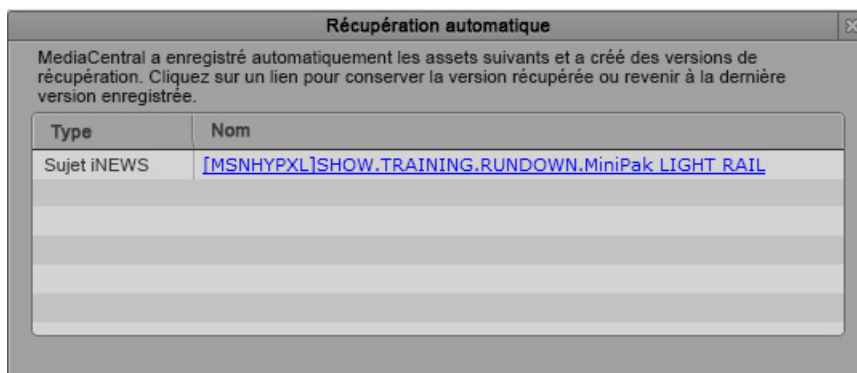 Récupération automatique
MediaCentral a enregistré automatiquement les assets suivants et a créé des versions de
récupération. Cliquez sur un lien pour conserver la version récupérée ou revenir à la dernière
version enregistrée.
Type Nom
Sujet iNEWS [MSNHYPXL]SHOW.TRAINING.RUNDOWN.MiniPak LIGHT RAIL